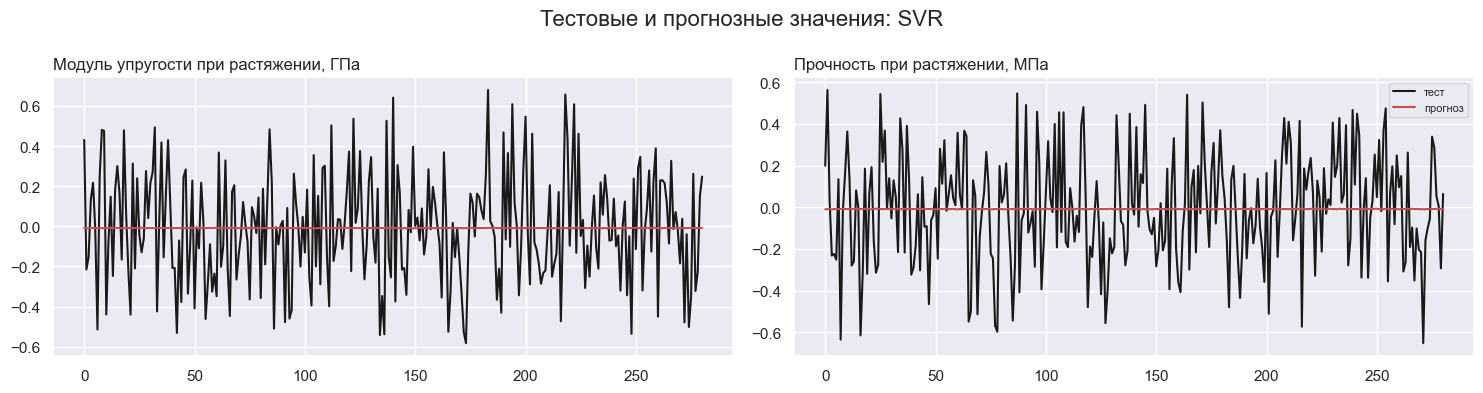 Тестовые и прогнозные значения: SVR
Модуль упругости при растяжении, ГПа
0.6
0.4
0.2
0.0
−0.2
−0.4
−0.6
0 50 100 150 200 250
Прочность при растяжении, МПа
тест
прогноз
0.6
0.4
0.2
0.0
−0.2
−0.4
−0.6
0 50 100 150 200 250